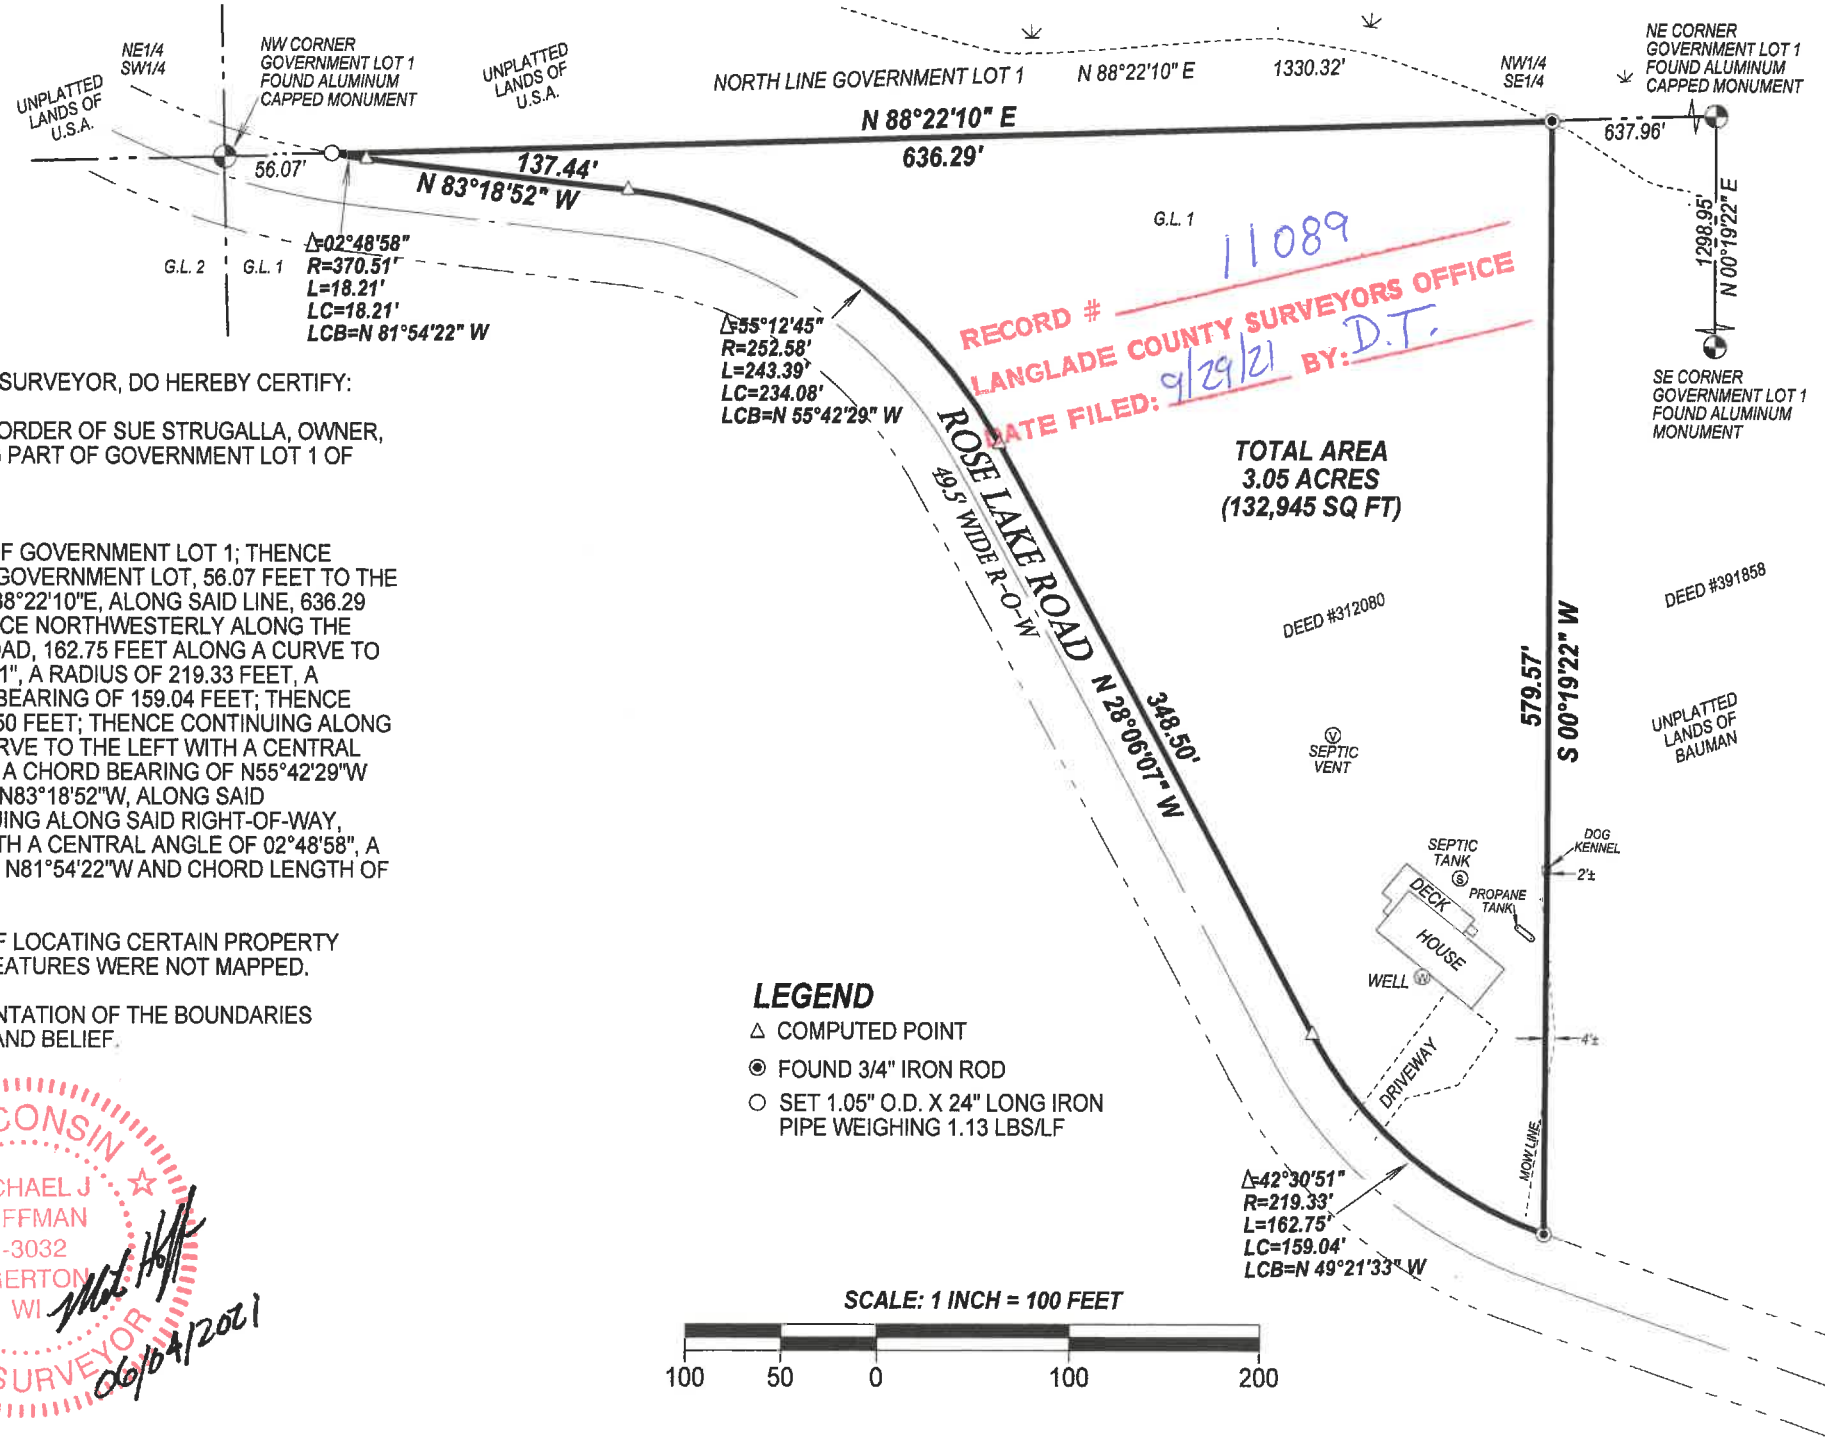 NE1/4
SW1/4
NW CORNER
GOVERNMENT LOT 1
FOUND ALUMINUM
CAPPED MONUMENT
UNPLATTED
LANDS OF
U.S.A.
UNPLATTED
LANDS OF
U.S.A.
NORTH LINE GOVERNMENT LOT 1 N 88°22'10" E 1330.32'
NW1/4
SE1/4
NE CORNER
GOVERNMENT LOT 1
FOUND ALUMINUM
CAPPED MONUMENT
N 88°22'10" E
636.29'
637.96'
56.07'
137.44'
N 83°18'52" W
G.L. 2
G.L. 1
Δ=02°48'58"
R=370.51'
L=18.21'
LC=18.21'
LCB=N 81°54'22" W
G.L. 1
1298.95'
N 00°19'22" E
SE CORNER
GOVERNMENT LOT 1
FOUND ALUMINUM
MONUMENT
RECORD # 11089
LANGLADE COUNTY SURVEYORS OFFICE
DATE FILED: 9/29/21 BY: D.T.
Δ=55°12'45"
R=252.58'
L=243.39'
LC=234.08'
LCB=N 55°42'29" W
SURVEYOR, DO HEREBY CERTIFY:
ORDER OF SUE STRUGALLA, OWNER,
PART OF GOVERNMENT LOT 1 OF
F GOVERNMENT LOT 1; THENCE
GOVERNMENT LOT, 56.07 FEET TO THE
88°22'10"E, ALONG SAID LINE, 636.29
CE NORTHWESTERLY ALONG THE
AD, 162.75 FEET ALONG A CURVE TO
1", A RADIUS OF 219.33 FEET, A
BEARING OF 159.04 FEET; THENCE
50 FEET; THENCE CONTINUING ALONG
RVE TO THE LEFT WITH A CENTRAL
A CHORD BEARING OF N55°42'29"W
N83°18'52"W, ALONG SAID
ING ALONG SAID RIGHT-OF-WAY,
TH A CENTRAL ANGLE OF 02°48'58", A
N81°54'22"W AND CHORD LENGTH OF
F LOCATING CERTAIN PROPERTY
EATURES WERE NOT MAPPED.
NTATION OF THE BOUNDARIES
AND BELIEF.
ROSE LAKE ROAD
49.5' WIDE R-O-W
348.50'
N 28°06'07" W
TOTAL AREA
3.05 ACRES
(132,945 SQ FT)
DEED #312080
DEED #391858
579.57'
S 00°19'22" W
UNPLATTED
LANDS OF
BAUMAN
V
SEPTIC
VENT
SEPTIC
TANK
S
PROPANE
TANK
DOG
KENNEL
2'±
DECK
HOUSE
WELL
W
DRIVEWAY
4'±
MOW LINE
LEGEND
COMPUTED POINT
FOUND 3/4" IRON ROD
SET 1.05" O.D. X 24" LONG IRON
PIPE WEIGHING 1.13 LBS/LF
Δ=42°30'51"
R=219.33'
L=162.75'
LC=159.04'
LCB=N 49°21'33" W
CONSIN
CHAEL J
FFMAN
-3032
GERTON
WI
SURVEYOR
06/04/2021
SCALE: 1 INCH = 100 FEET
100 50 0 100 200